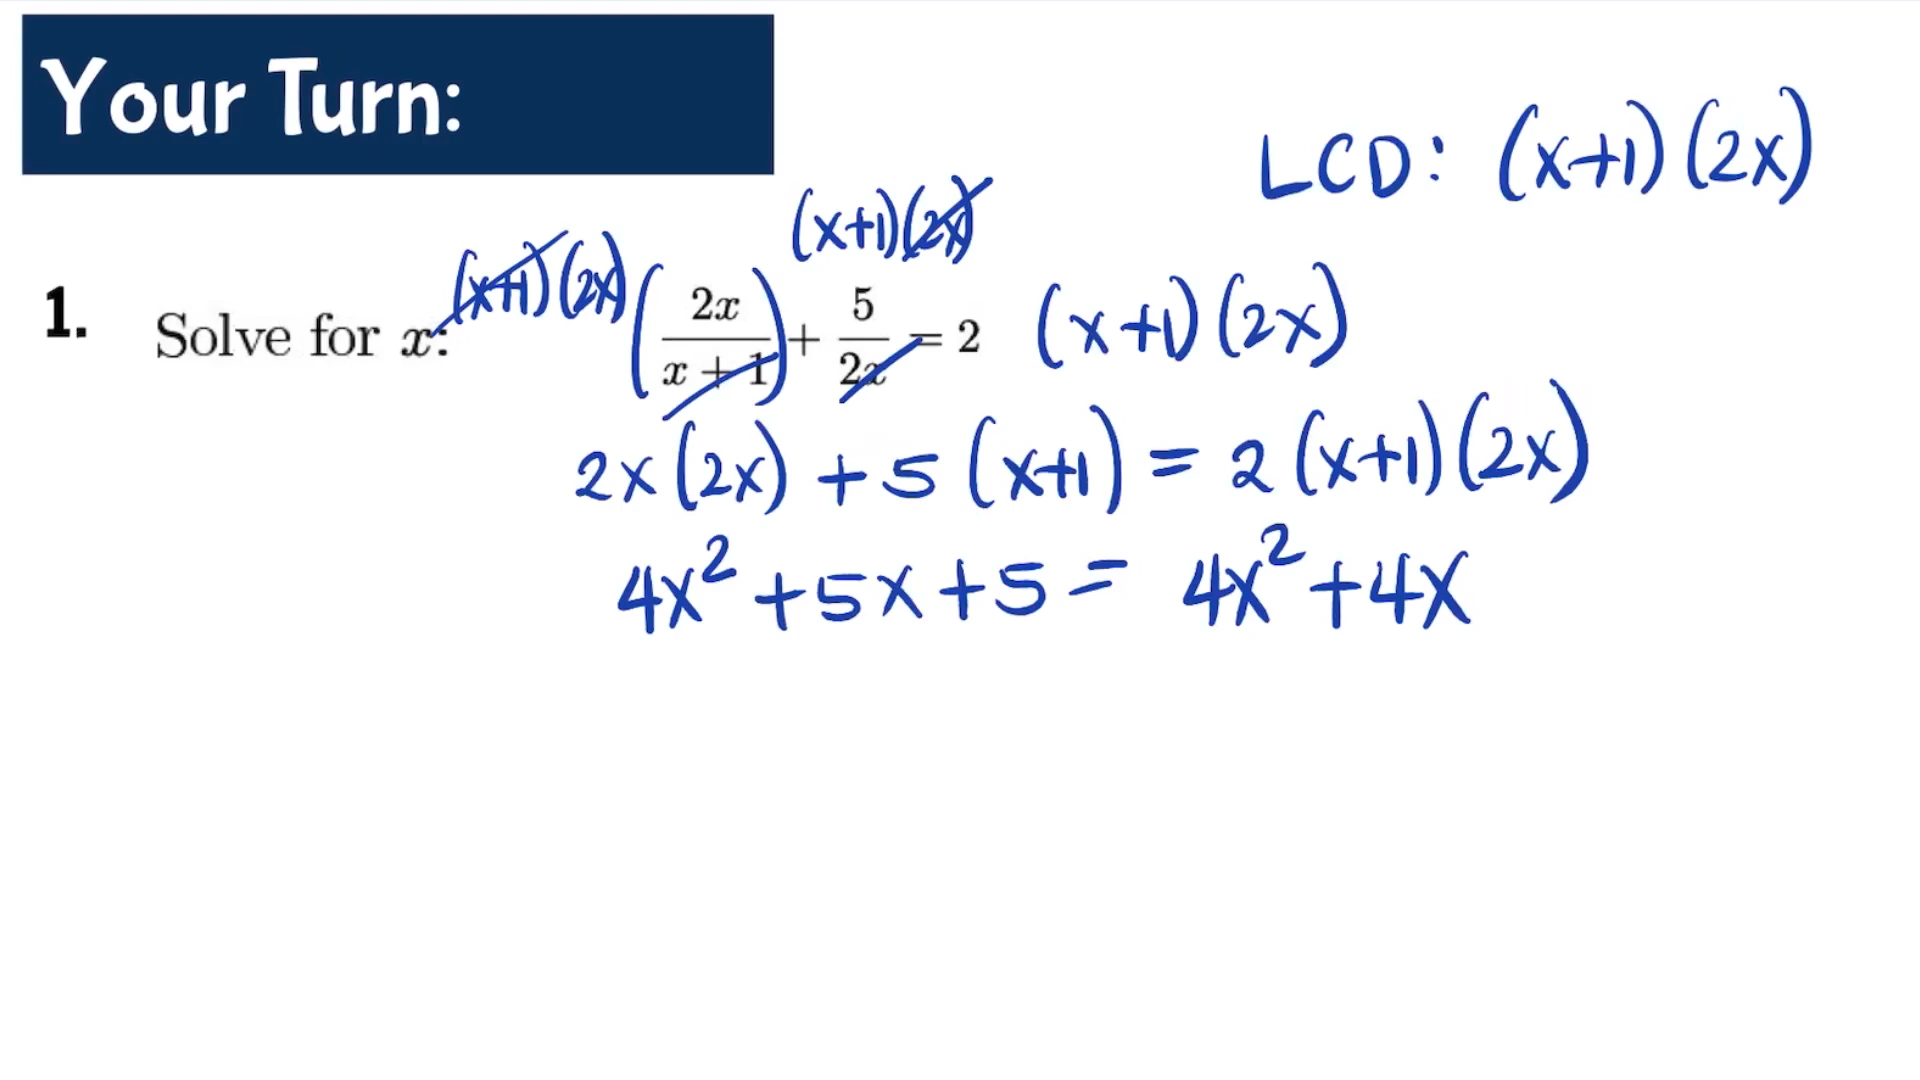 Your Turn:
LCD: (x+1)(2x)
(x+1)(2x)
1. Solve for x: (x+1)(2x) (2x/(x + 1)) + 5/2x = 2 (x+1)(2x)
2x(2x) + 5(x+1) = 2(x+1)(2x)
4x² + 5x + 5 = 4x² + 4x